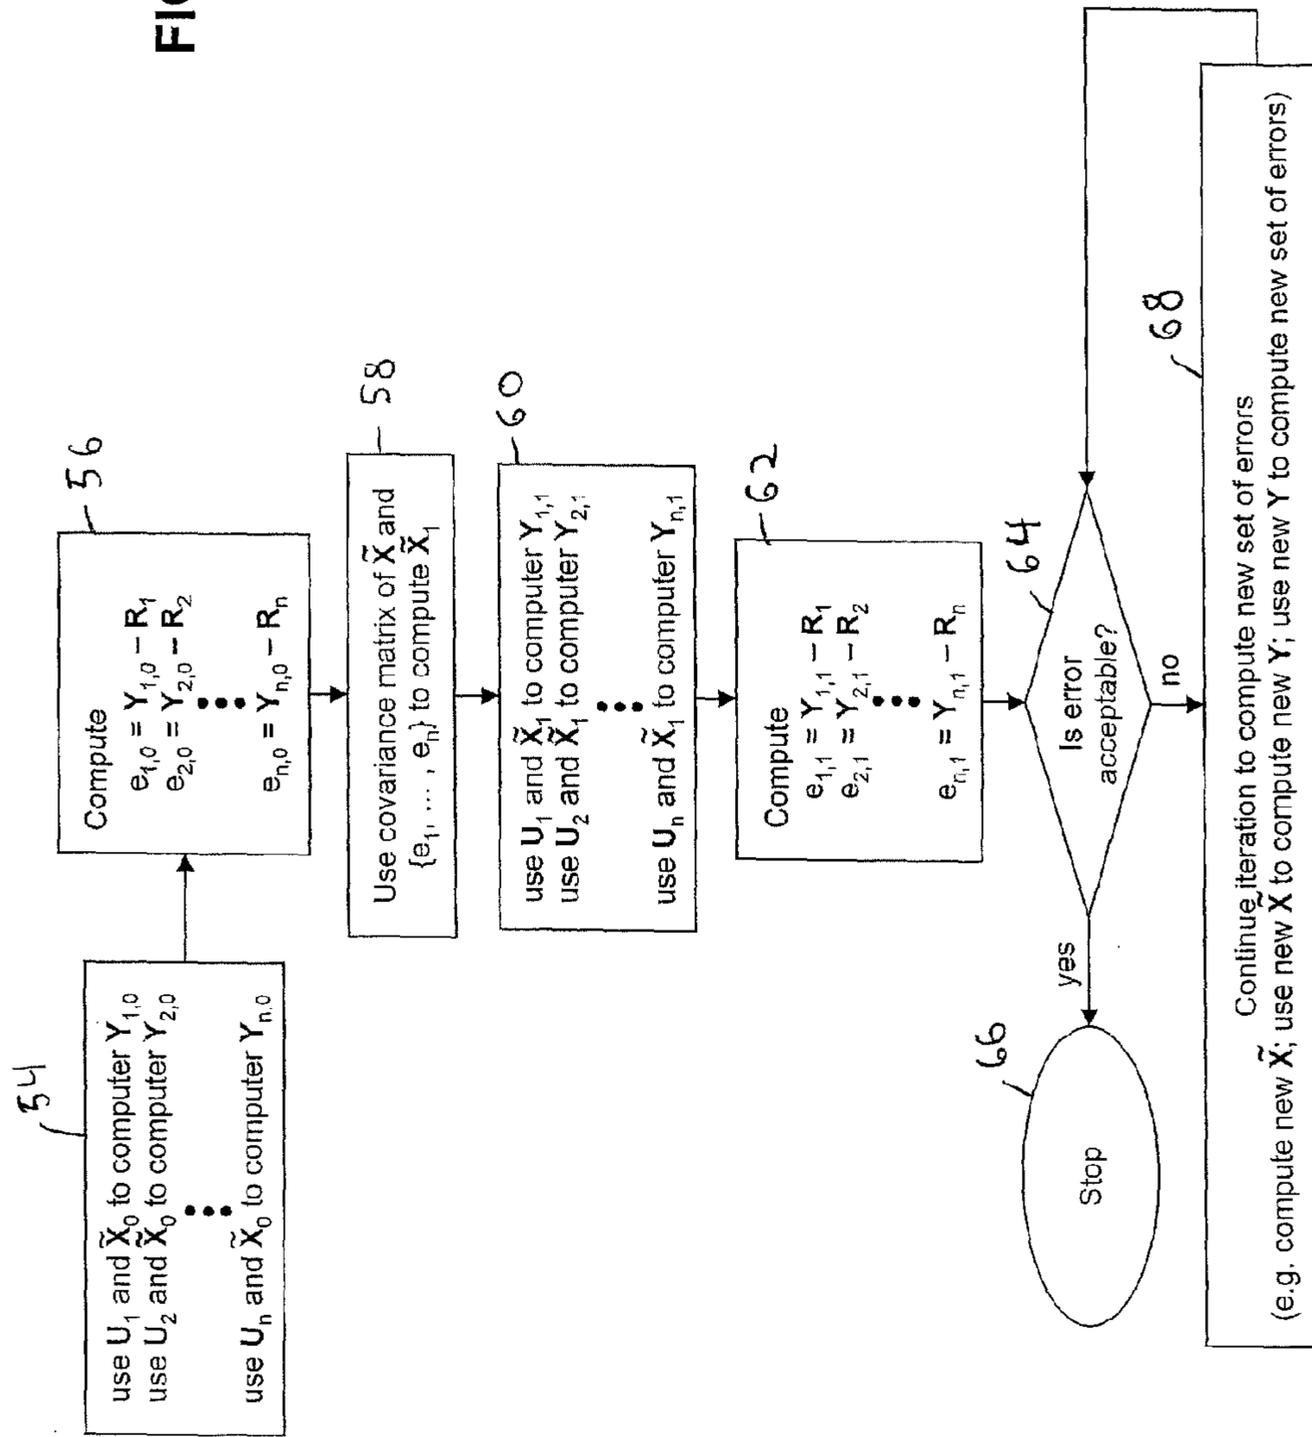 FIG
54
use U₁ and X̃₀ to computer Y₁,₀
use U₂ and X̃₀ to computer Y₂,₀
•••
use Uₙ and X̃₀ to computer Yₙ,₀
56
Compute
e₁,₀ = Y₁,₀ – R₁
e₂,₀ = Y₂,₀ – R₂
•••
eₙ,₀ = Yₙ,₀ – Rₙ
58
Use covariance matrix of X̃ and
{e₁, ... , eₙ} to compute X̃₁
60
use U₁ and X̃₁ to computer Y₁,₁
use U₂ and X̃₁ to computer Y₂,₁
•••
use Uₙ and X̃₁ to computer Yₙ,₁
62
Compute
e₁,₁ = Y₁,₁ – R₁
e₂,₁ = Y₂,₁ – R₂
•••
eₙ,₁ = Yₙ,₁ – Rₙ
64
Is error
acceptable?
yes
no
66
Stop
68
Continue iteration to compute new set of errors
(e.g. compute new X̃; use new X̃ to compute new Y; use new Y to compute new set of errors)